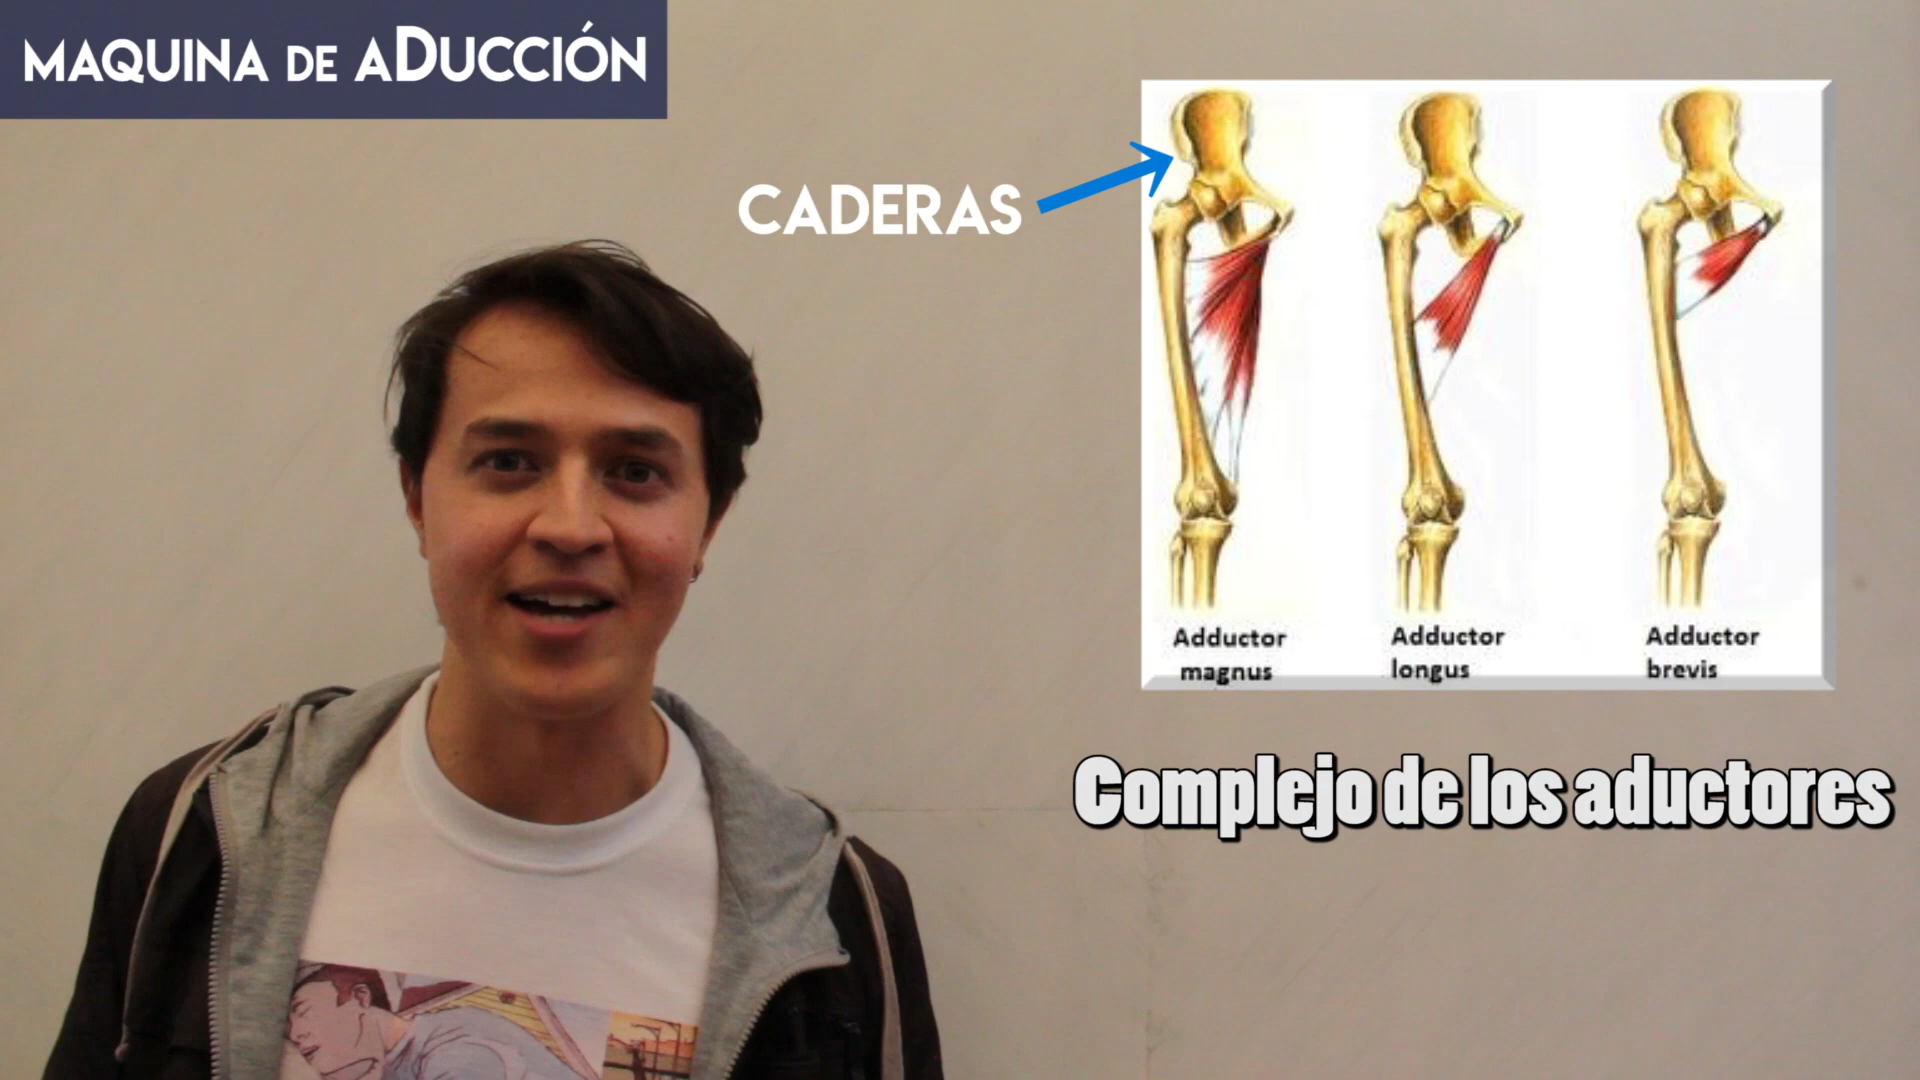 MAQUINA DE ADUCCIÓN
CADERAS
Adductor
magnus
Adductor
longus
Adductor
brevis
Complejo de los aductores